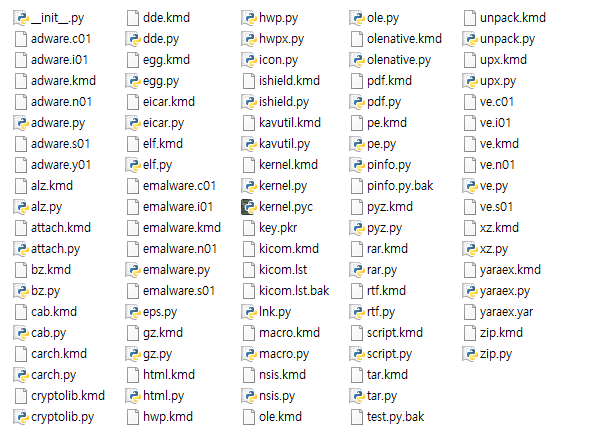 __init__.py
adware.c01
adware.i01
adware.kmd
adware.n01
adware.py
adware.s01
adware.y01
alz.kmd
alz.py
attach.kmd
attach.py
bz.kmd
bz.py
cab.kmd
cab.py
carch.kmd
carch.py
cryptolib.kmd
cryptolib.py
dde.kmd
dde.py
egg.kmd
egg.py
eicar.kmd
eicar.py
elf.kmd
elf.py
emalware.c01
emalware.i01
emalware.kmd
emalware.n01
emalware.py
emalware.s01
eps.py
gz.kmd
gz.py
html.kmd
html.py
hwp.kmd
hwp.py
hwpx.py
icon.py
ishield.kmd
ishield.py
kavutil.kmd
kavutil.py
kernel.kmd
kernel.py
kernel.pyc
key.pkr
kicom.kmd
kicom.lst
kicom.lst.bak
lnk.py
macro.kmd
macro.py
nsis.kmd
nsis.py
ole.kmd
ole.py
olenative.kmd
olenative.py
pdf.kmd
pdf.py
pe.kmd
pe.py
pinfo.py
pinfo.py.bak
pyz.kmd
pyz.py
rar.kmd
rar.py
rtf.kmd
rtf.py
script.kmd
script.py
tar.kmd
tar.py
test.py.bak
unpack.kmd
unpack.py
upx.kmd
upx.py
ve.c01
ve.i01
ve.kmd
ve.n01
ve.py
ve.s01
xz.kmd
xz.py
yaraex.kmd
yaraex.py
yaraex.yar
zip.kmd
zip.py